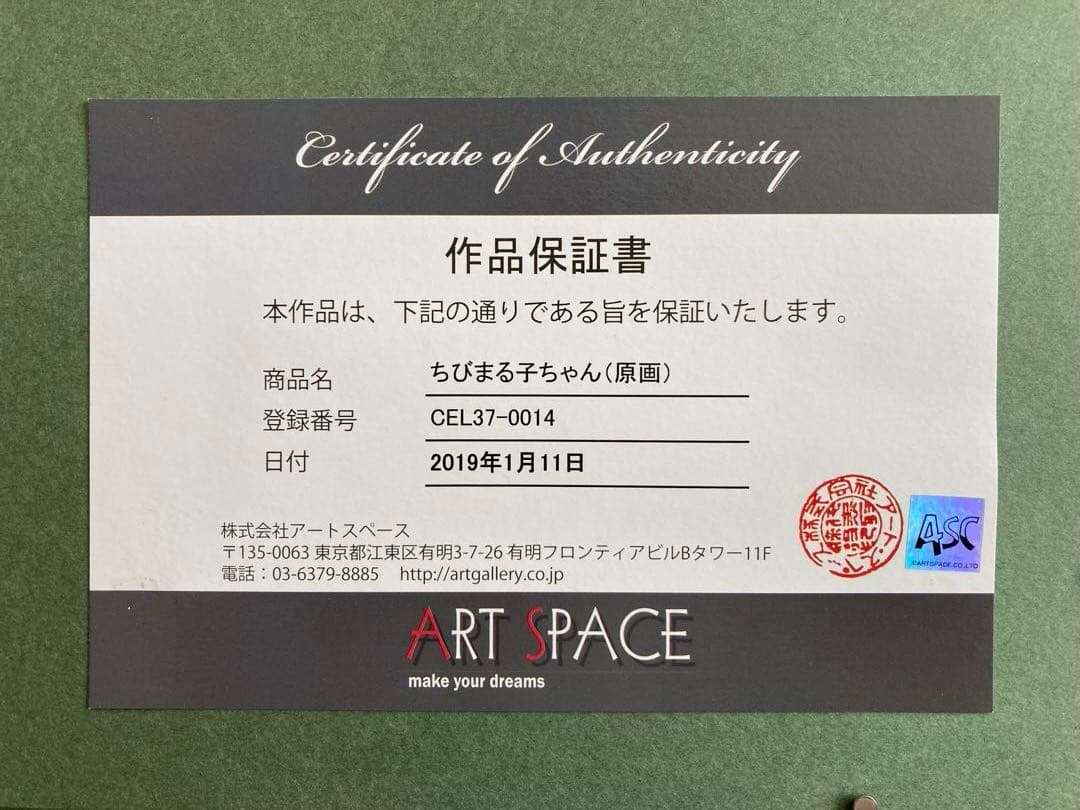 Certificate of Authenticity
作品保証書
本作品は、下記の通りである旨を保証いたします。
商品名 ちびまる子ちゃん(原画)
登録番号 CEL37-0014
日付 2019年1月11日
株式会社アートスペース
〒135-0063 東京都江東区有明3-7-26 有明フロンティアビルBタワー11F
電話：03-6379-8885 http://artgallery.co.jp
ASC
©ARTSPACE.CO.,LTD
ART SPACE
make your dreams